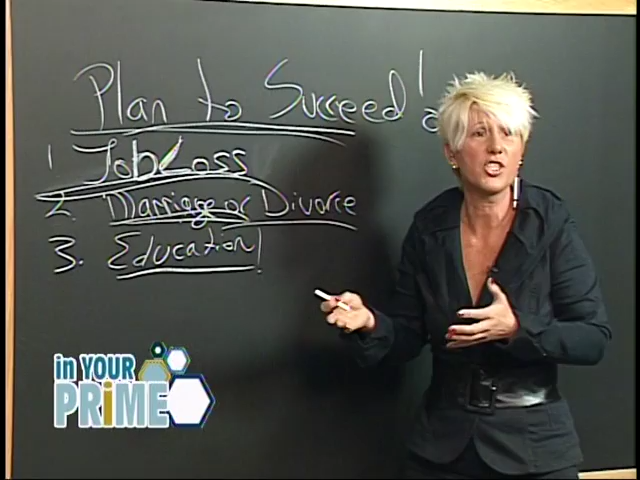 Plan to Succeed!
1 Job Loss
2. Marriage or Divorce
3. Education!
in YOUR
PRiME